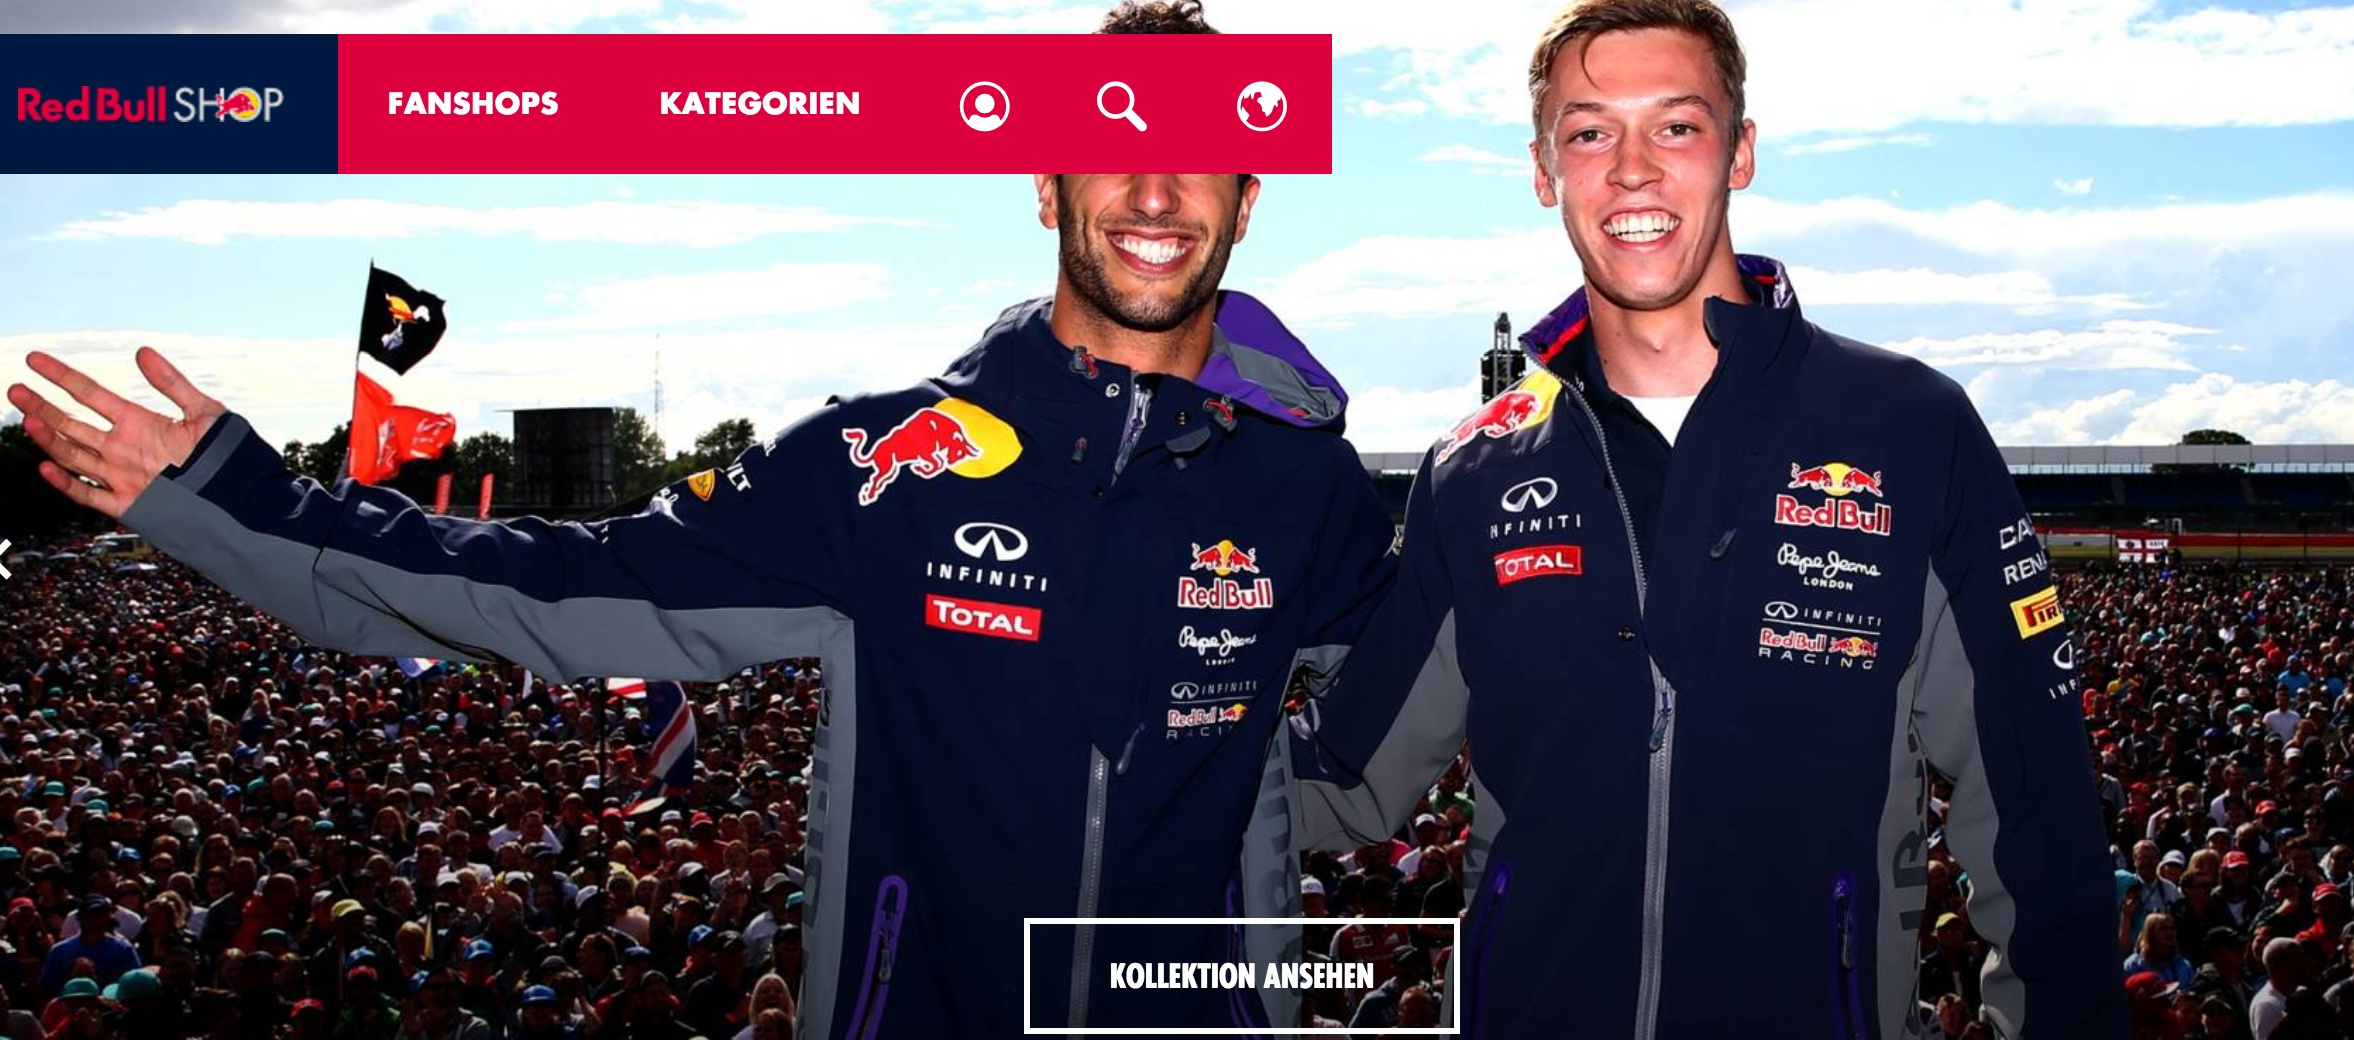 Red Bull SHOP
FANSHOPS
KATEGORIEN
INFINITI
TOTAL
Red Bull
Pepe Jeans
LONDON
INFINITI
Red Bull
RACING
INFINITI
TOTAL
Red Bull
Pepe Jeans
LONDON
INFINITI
Red Bull
RACING
KOLLEKTION ANSEHEN